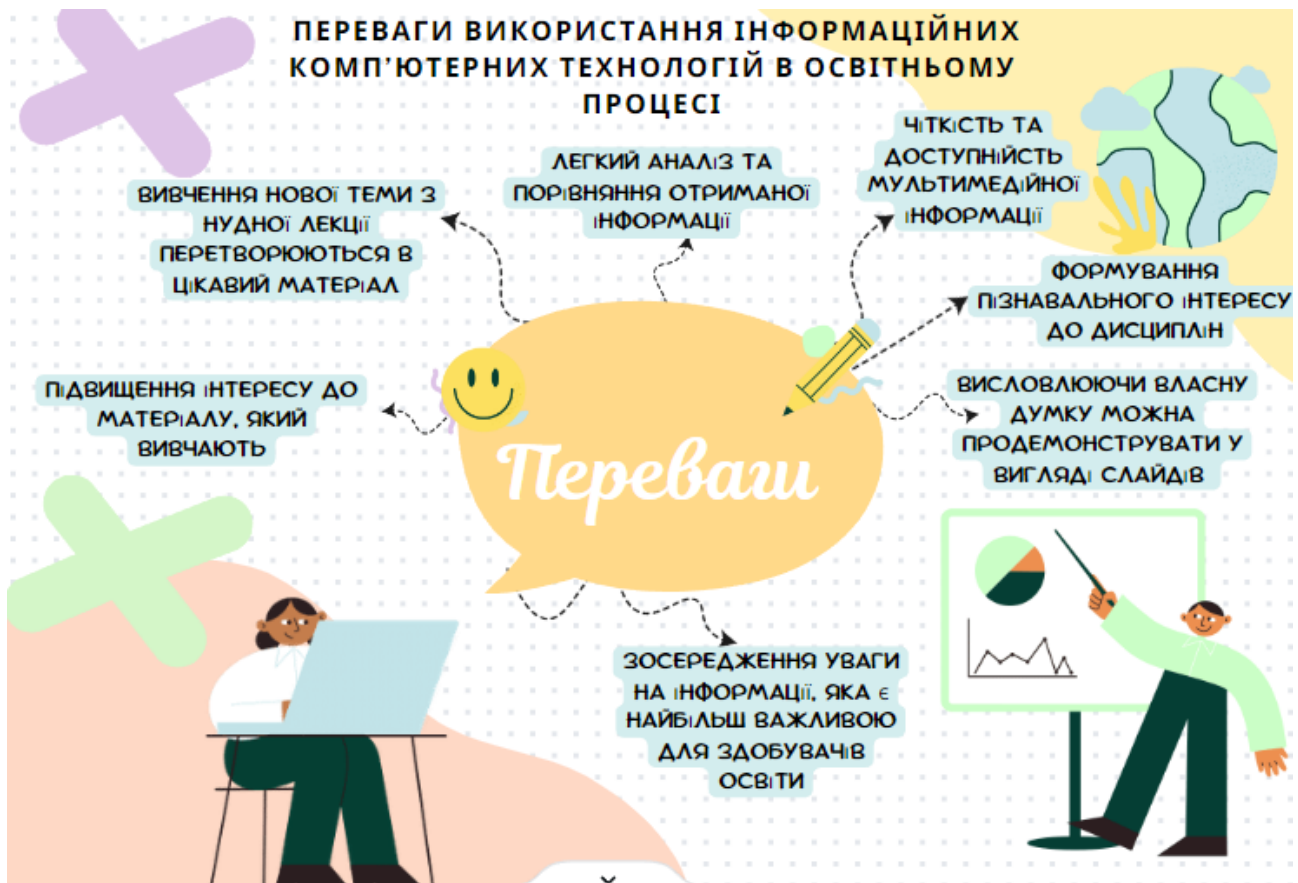 ПЕРЕВАГИ ВИКОРИСТАННЯ ІНФОРМАЦІЙНИХ
КОМП'ЮТЕРНИХ ТЕХНОЛОГІЙ В ОСВІТНЬОМУ
ПРОЦЕСІ
ВИВЧЕННЯ НОВОЇ ТЕМИ З
НУДНОЇ ЛЕКЦІЇ
ПЕРЕТВОРЮЮТЬСЯ В
ЦІКАВИЙ МАТЕРІАЛ
ЛЕГКИЙ АНАЛІЗ ТА
ПОРІВНЯННЯ ОТРИМАНОЇ
ІНФОРМАЦІЇ
ЧІТКІСТЬ ТА
ДОСТУПНІЙСТЬ
МУЛЬТИМЕДІЙНОЇ
ІНФОРМАЦІЇ
ФОРМУВАННЯ
ПІЗНАВАЛЬНОГО ІНТЕРЕСУ
ДО ДИСЦИПЛІН
ПІДВИЩЕННЯ ІНТЕРЕСУ ДО
МАТЕРІАЛУ, ЯКИЙ
ВИВЧАЮТЬ
ВИСЛОВЛЮЮЧИ ВЛАСНУ
ДУМКУ МОЖНА
ПРОДЕМОНСТРУВАТИ У
ВИГЛЯДІ СЛАЙДІВ
Переваги
ЗОСЕРЕДЖЕННЯ УВАГИ
НА ІНФОРМАЦІЇ, ЯКА Є
НАЙБІЛЬШ ВАЖЛИВОЮ
ДЛЯ ЗДОБУВАЧІВ
ОСВІТИ